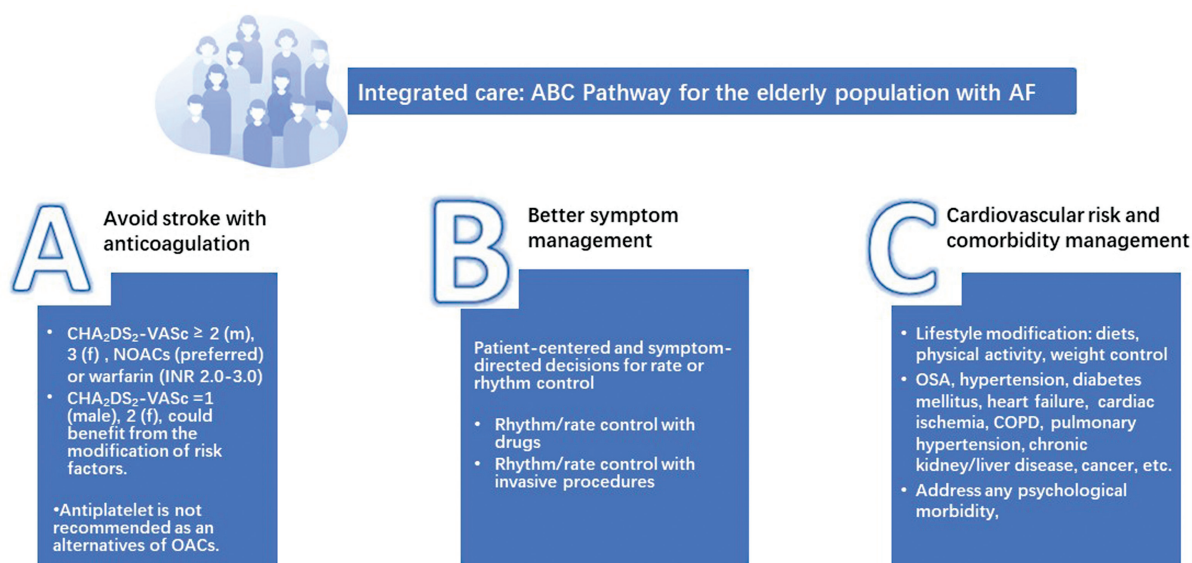 Integrated care: ABC Pathway for the elderly population with AF
A
Avoid stroke with
anticoagulation
• CHA₂DS₂-VASc ≥ 2 (m),
3 (f) , NOACs (preferred)
or warfarin (INR 2.0-3.0)
• CHA₂DS₂-VASc =1
(male), 2 (f), could
benefit from the
modification of risk
factors.
•Antiplatelet is not
recommended as an
alternatives of OACs.
B
Better symptom
management
Patient-centered and symptom-
directed decisions for rate or
rhythm control
• Rhythm/rate control with
drugs
• Rhythm/rate control with
invasive procedures
C
Cardiovascular risk and
comorbidity management
• Lifestyle modification: diets,
physical activity, weight control
• OSA, hypertension, diabetes
mellitus, heart failure, cardiac
ischemia, COPD, pulmonary
hypertension, chronic
kidney/liver disease, cancer, etc.
• Address any psychological
morbidity,